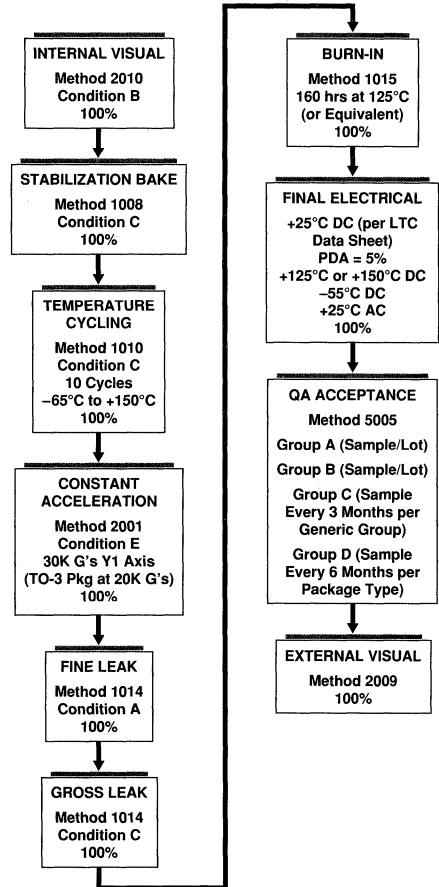 INTERNAL VISUAL
Method 2010
Condition B
100%
STABILIZATION BAKE
Method 1008
Condition C
100%
TEMPERATURE
CYCLING
Method 1010
Condition C
10 Cycles
–65°C to +150°C
100%
CONSTANT
ACCELERATION
Method 2001
Condition E
30K G's Y1 Axis
(TO-3 Pkg at 20K G's)
100%
FINE LEAK
Method 1014
Condition A
100%
GROSS LEAK
Method 1014
Condition C
100%
BURN-IN
Method 1015
160 hrs at 125°C
(or Equivalent)
100%
FINAL ELECTRICAL
+25°C DC (per LTC
Data Sheet)
PDA = 5%
+125°C or +150°C DC
–55°C DC
+25°C AC
100%
QA ACCEPTANCE
Method 5005
Group A (Sample/Lot)
Group B (Sample/Lot)
Group C (Sample
Every 3 Months per
Generic Group)
Group D (Sample
Every 6 Months per
Package Type)
EXTERNAL VISUAL
Method 2009
100%